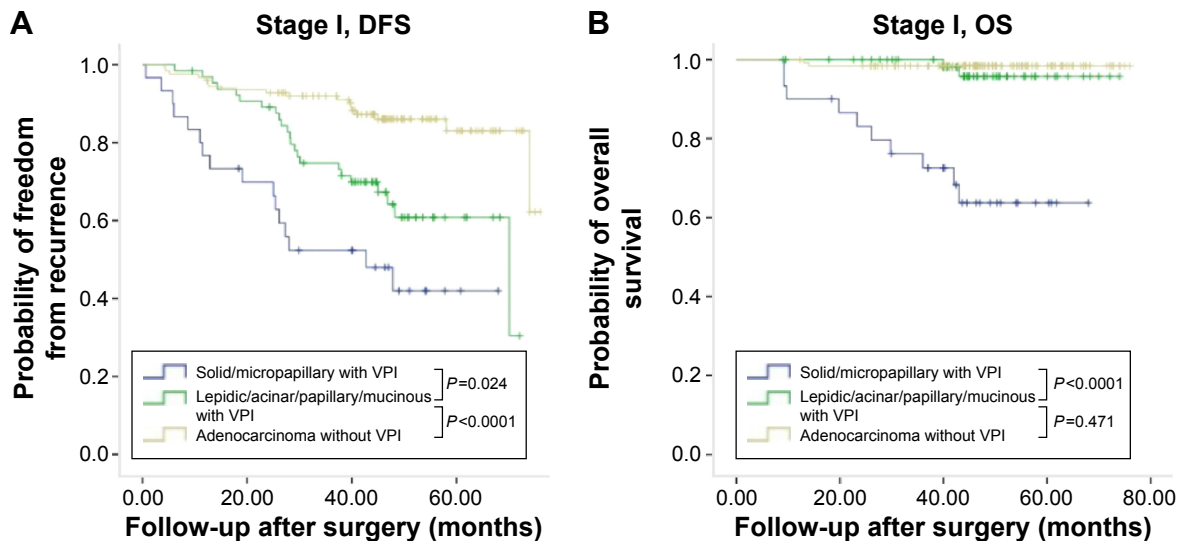 A
Stage I, DFS
Probability of freedom
from recurrence
1.0
0.8
0.6
0.4
0.2
0.0
Solid/micropapillary with VPI
Lepidic/acinar/papillary/mucinous
with VPI
Adenocarcinoma without VPI
P=0.024
P<0.0001
0.00 20.00 40.00 60.00
Follow-up after surgery (months)
B
Stage I, OS
Probability of overall
survival
1.0
0.8
0.6
0.4
0.2
0.0
Solid/micropapillary with VPI
Lepidic/acinar/papillary/mucinous
with VPI
Adenocarcinoma without VPI
P<0.0001
P=0.471
0.00 20.00 40.00 60.00 80.00
Follow-up after surgery (months)